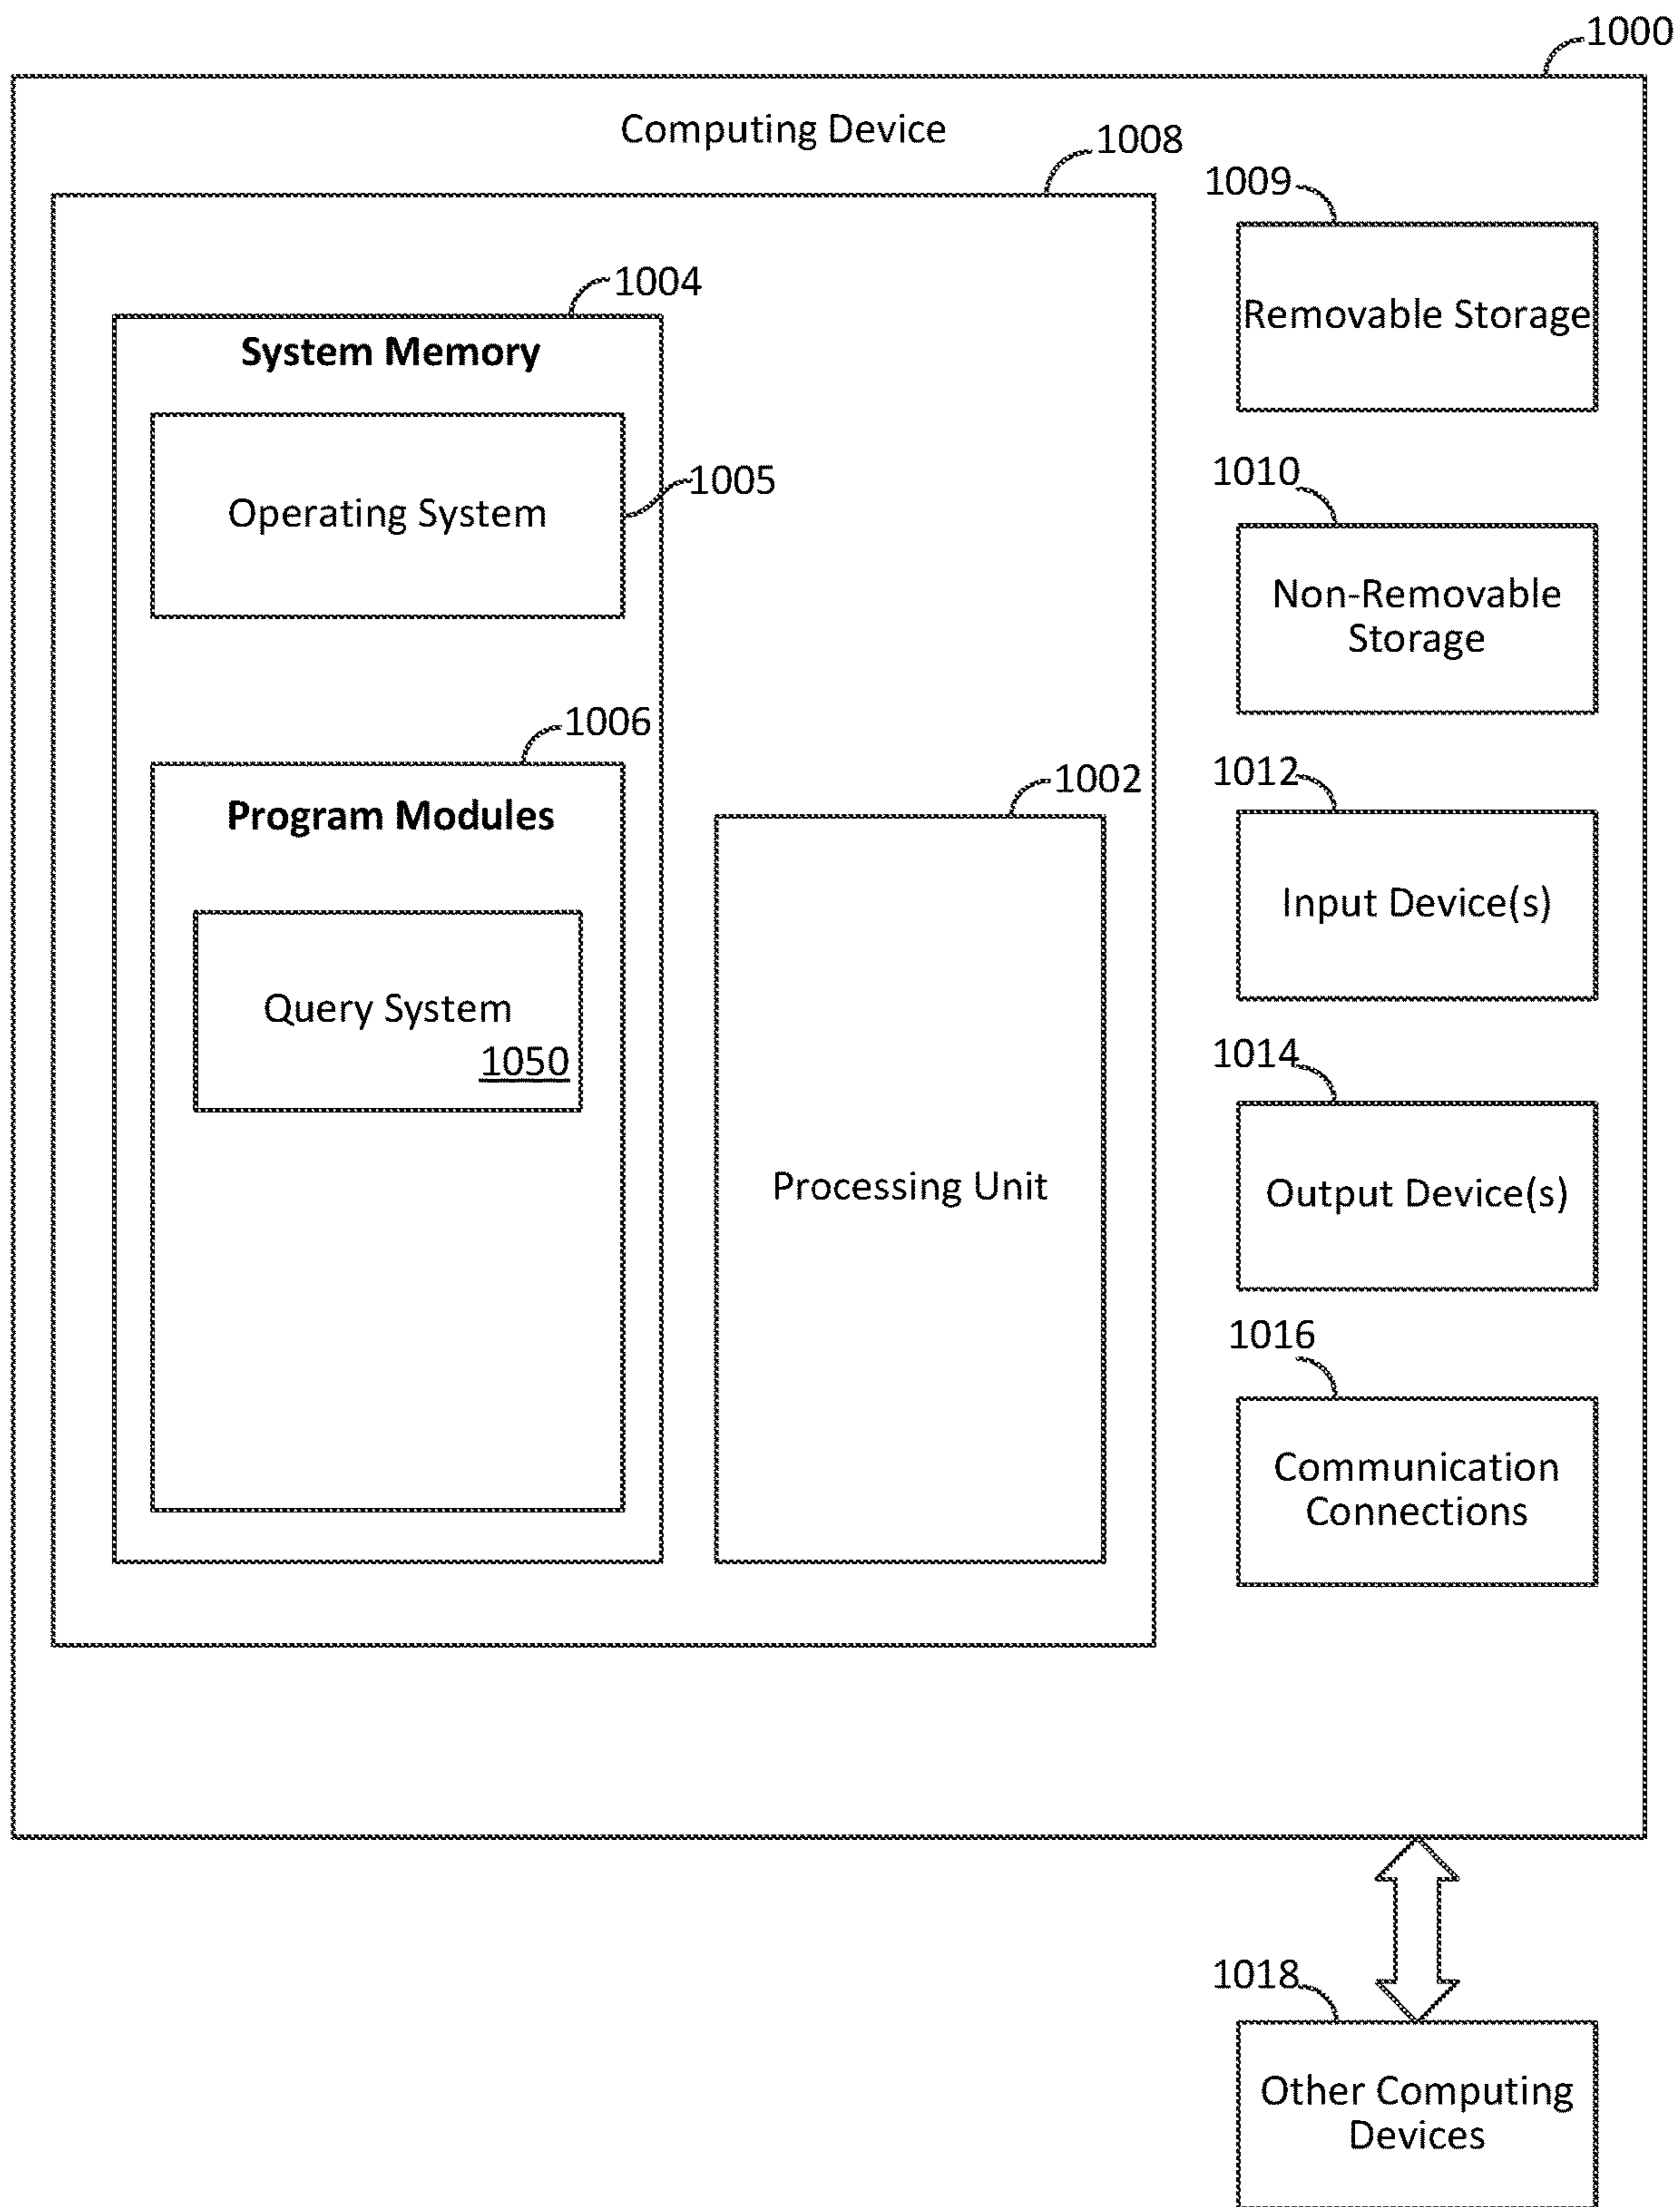 1000
Computing Device
1008
1009
Removable Storage
1004
System Memory
Operating System
1005
1010
Non-Removable
Storage
1006
Program Modules
Query System
1050
1002
Processing Unit
1012
Input Device(s)
1014
Output Device(s)
1016
Communication
Connections
1018
Other Computing
Devices